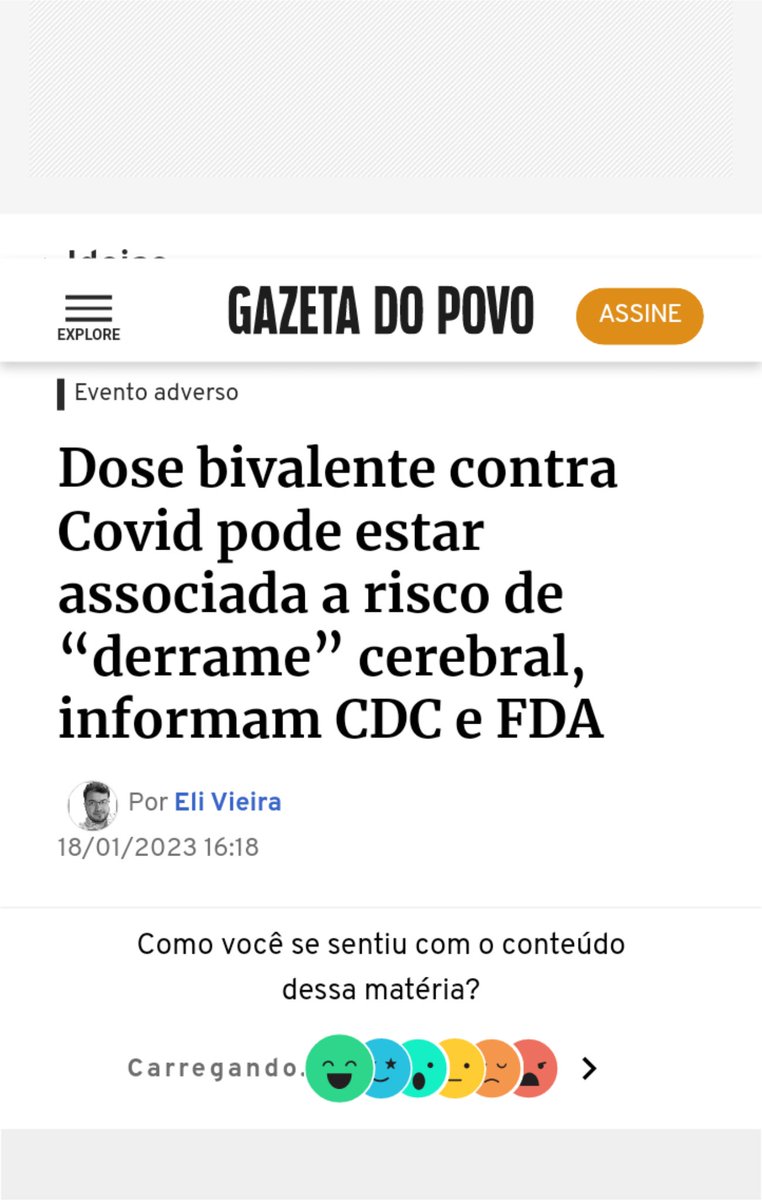 GAZETA DO POVO
EXPLORE
ASSINE
Evento adverso
Dose bivalente contra
Covid pode estar
associada a risco de
“derrame” cerebral,
informam CDC e FDA
Por Eli Vieira
18/01/2023 16:18
Como você se sentiu com o conteúdo
dessa matéria?
Carregando.